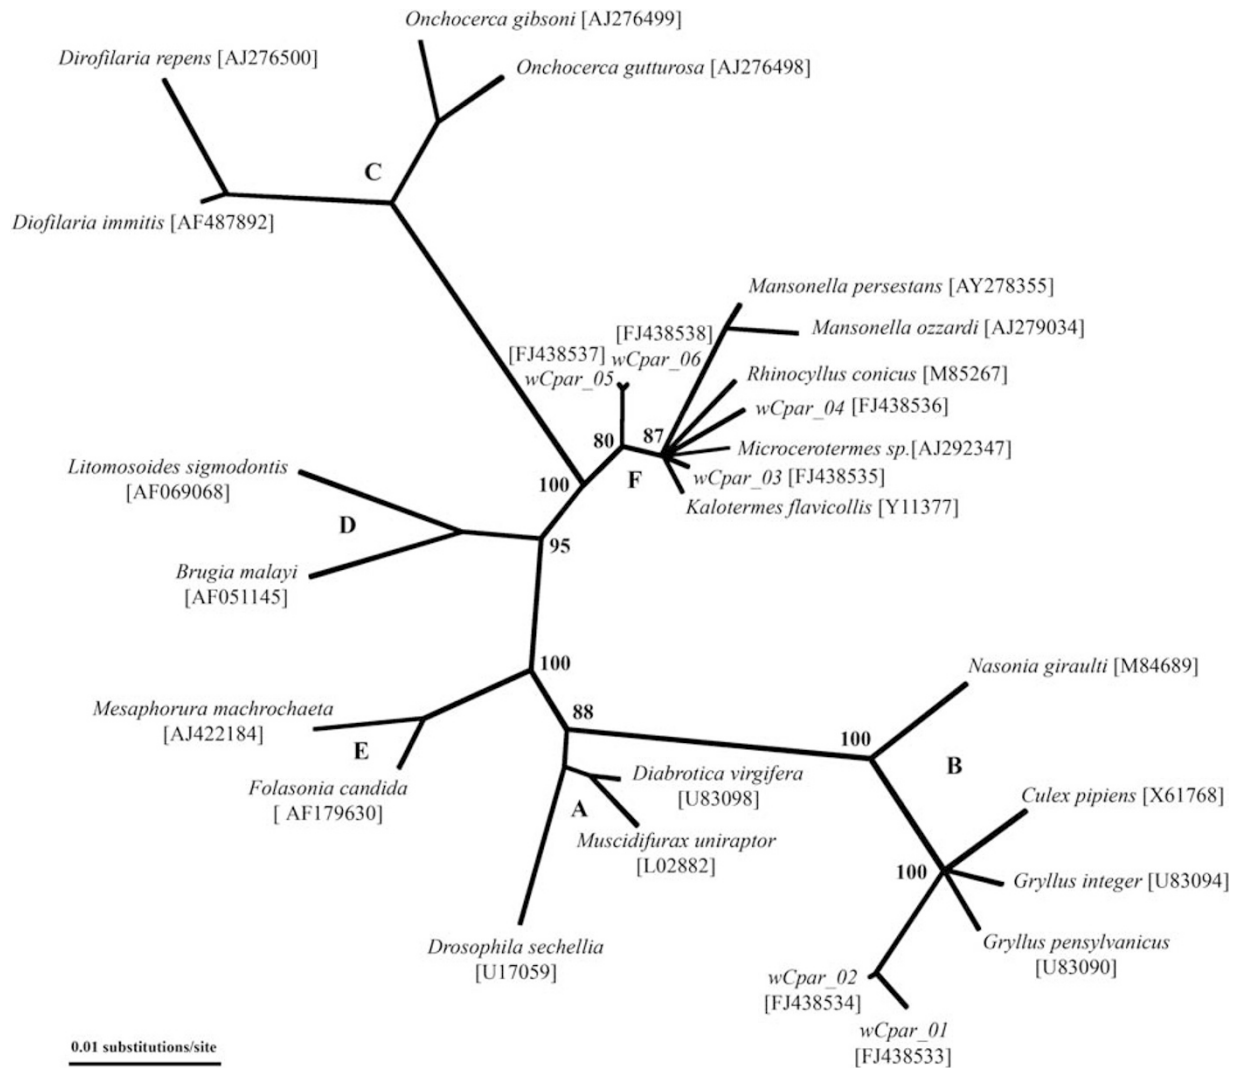 Onchocerca gibsoni [AJ276499]
Dirofilaria repens [AJ276500]
Onchocerca gutturosa [AJ276498]
C
Diofilaria immitis [AF487892]
Mansonella persestans [AY278355]
[FJ438538]
Mansonella ozzardi [AJ279034]
[FJ438537] wCpar_06
wCpar_05
Rhinocyllus conicus [M85267]
wCpar_04 [FJ438536]
80
87
Microcerotermes sp.[AJ292347]
Litomosoides sigmodontis
[AF069068]
100
F
wCpar_03 [FJ438535]
Kalotermes flavicollis [Y11377]
D
95
Brugia malayi
[AF051145]
100
Nasonia giraulti [M84689]
Mesaphorura machrochaeta
[AJ422184]
88
100
E
B
Folasonia candida
[ AF179630]
Diabrotica virgifera
[U83098]
A
Culex pipiens [X61768]
Muscidifurax uniraptor
[L02882]
100
Gryllus integer [U83094]
Drosophila sechellia
[U17059]
Gryllus pensylvanicus
[U83090]
wCpar_02
[FJ438534]
wCpar_01
[FJ438533]
0.01 substitutions/site